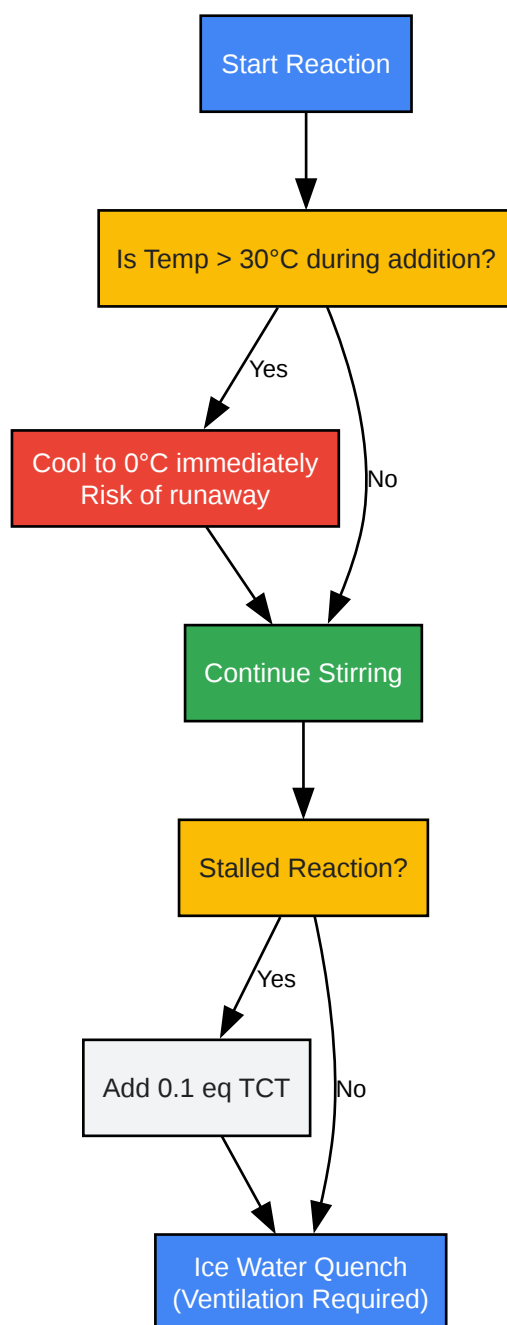 Start Reaction
Is Temp > 30°C during addition?
Yes
Cool to 0°C immediately
Risk of runaway
No
Continue Stirring
Stalled Reaction?
Yes
Add 0.1 eq TCT
No
Ice Water Quench
(Ventilation Required)